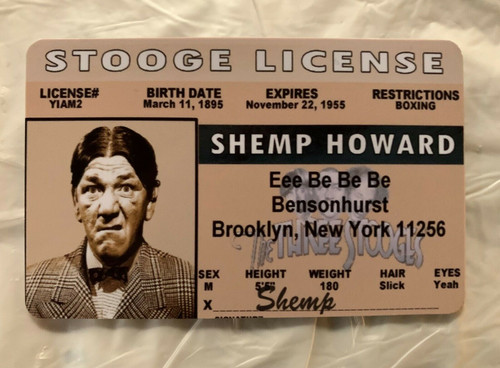 STOOGE LICENSE
LICENSE# BIRTH DATE EXPIRES RESTRICTIONS
YIAM2 March 11, 1895 November 22, 1955 BOXING
SHEMP HOWARD
Eee Be Be Be
Bensonhurst
Brooklyn, New York 11256
THE THREE STOOGES
SEX HEIGHT WEIGHT HAIR EYES
M 5'5" 180 Slick Yeah
X Shemp
SIGNATURE